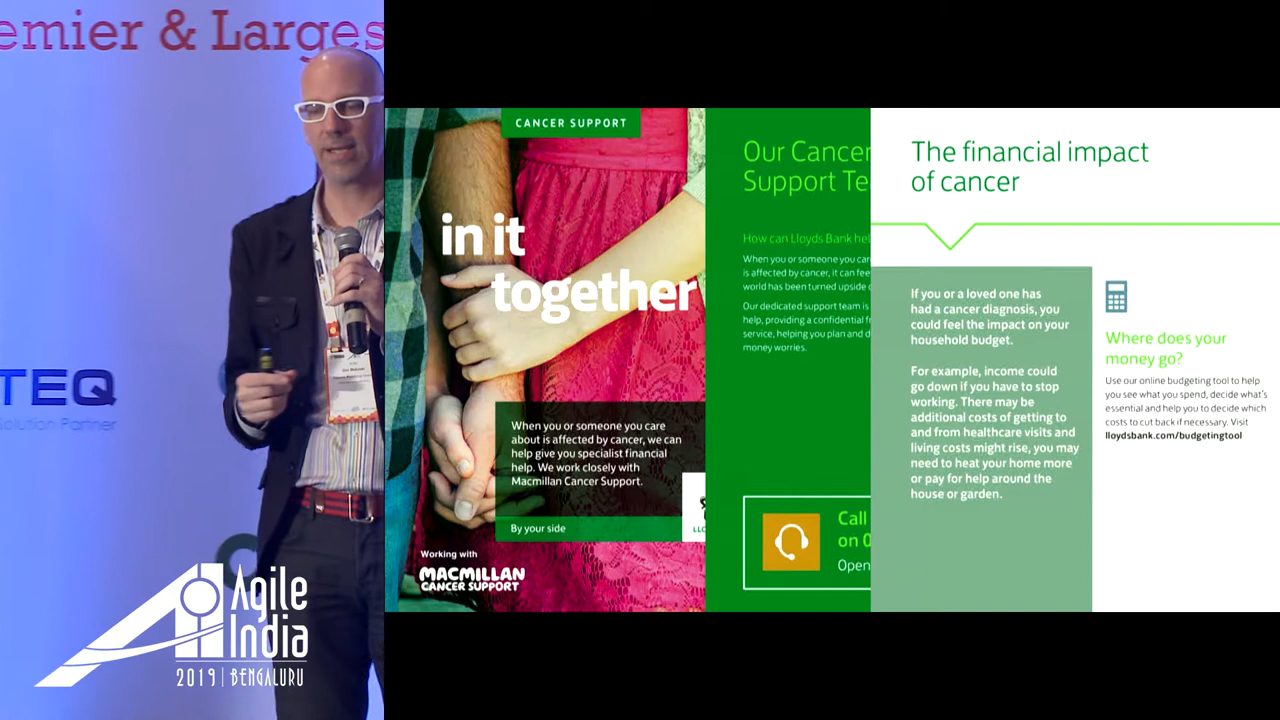 emier & Larges
TEQ
Solution Partner
Agile
India
2019 | BENGALURU
CANCER SUPPORT
in it
together
When you or someone you care
about is affected by cancer, we can
help give you specialist financial
help. We work closely with
Macmillan Cancer Support.
By your side
Working with
MACMILLAN
CANCER SUPPORT
Our Cancer
Support Te
How can Lloyds Bank hel
When you or someone you car
is affected by cancer, it can fee
world has been turned upside
Our dedicated support team is
help, providing a confidential f
service, helping you plan and d
money worries.
Call
on 0
Open
The financial impact
of cancer
If you or a loved one has
had a cancer diagnosis, you
could feel the impact on your
household budget.
For example, income could
go down if you have to stop
working. There may be
additional costs of getting to
and from healthcare visits and
living costs might rise, you may
need to heat your home more
or pay for help around the
house or garden.
Where does your
money go?
Use our online budgeting tool to help
you see what you spend, decide what's
essential and help you to decide which
costs to cut back if necessary. Visit
lloydsbank.com/budgetingtool